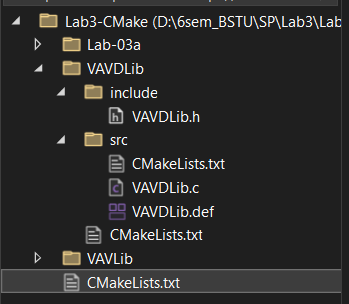 Lab3-CMake (D:\6sem_BSTU\SP\Lab3\Lab
Lab-03a
VAVDLib
include
VAVDLib.h
src
CMakeLists.txt
VAVDLib.c
VAVDLib.def
CMakeLists.txt
VAVLib
CMakeLists.txt